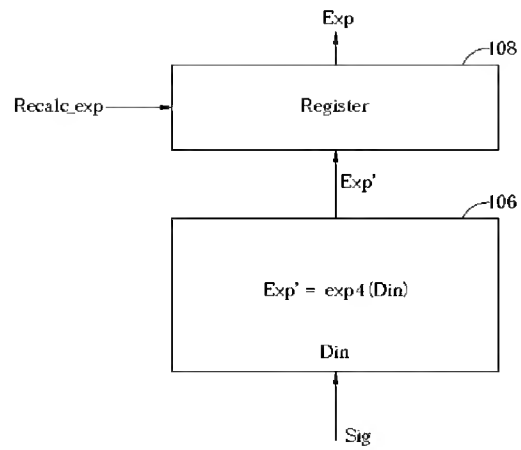 Exp
108
Recalc_exp
Register
Exp'
106
Exp' = exp4(Din)
Din
Sig